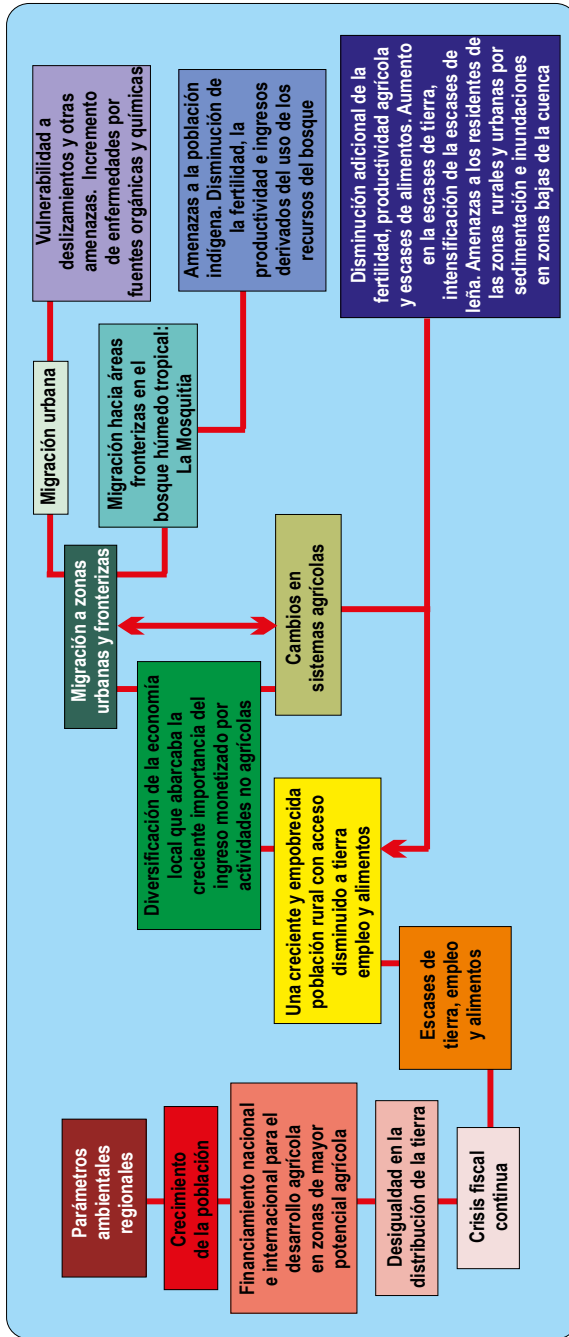 Parámetros
ambientales
regionales
Crecimiento
de la población
Financiamiento nacional
e internacional para el
desarrollo agrícola
en zonas de mayor
potencial agrícola
Desigualdad en la
distribución de la tierra
Crisis fiscal
continua
Escases de
tierra, empleo
y alimentos
Una creciente y empobrecida
población rural con acceso
disminuido a tierra
empleo y alimentos
Diversificación de la economía
local que abarcaba la
creciente importancia del
ingreso monetizado por
actividades no agrícolas
Migración a zonas
urbanas y fronterizas
Cambios en
sistemas agrícolas
Migración urbana
Migración hacia áreas
fronterizas en el
bosque húmedo tropical:
La Mosquitia
Vulnerabilidad a
deslizamientos y otras
amenazas. Incremento
de enfermedades por
fuentes orgánicas y químicas
Amenazas a la población
indígena. Disminución de
la fertilidad, la
productividad e ingresos
derivados del uso de los
recursos del bosque
Disminución adicional de la
fertilidad, productividad agrícola
y escases de alimentos. Aumento
en la escases de tierra,
intensificación de la escases de
leña. Amenazas a los residentes de
las zonas rurales y urbanas por
sedimentación e inundaciones
en zonas bajas de la cuenca